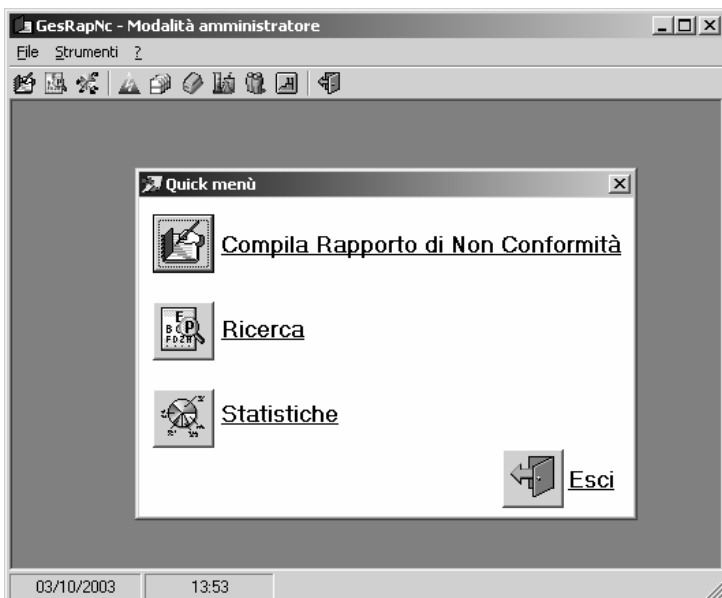 GesRapNc - Modalità amministratore
File Strumenti ?
Quick menù
Compila Rapporto di Non Conformità
Ricerca
Statistiche
Esci
03/10/2003 13:53